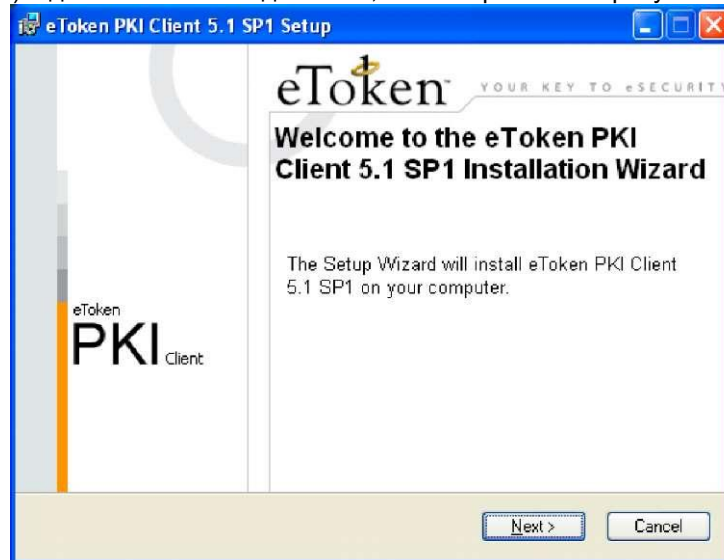 eToken PKI Client 5.1 SP1 Setup
eToken YOUR KEY TO eSECURITY
Welcome to the eToken PKI
Client 5.1 SP1 Installation Wizard
The Setup Wizard will install eToken PKI Client
5.1 SP1 on your computer.
eToken
PKI Client
Next >
Cancel